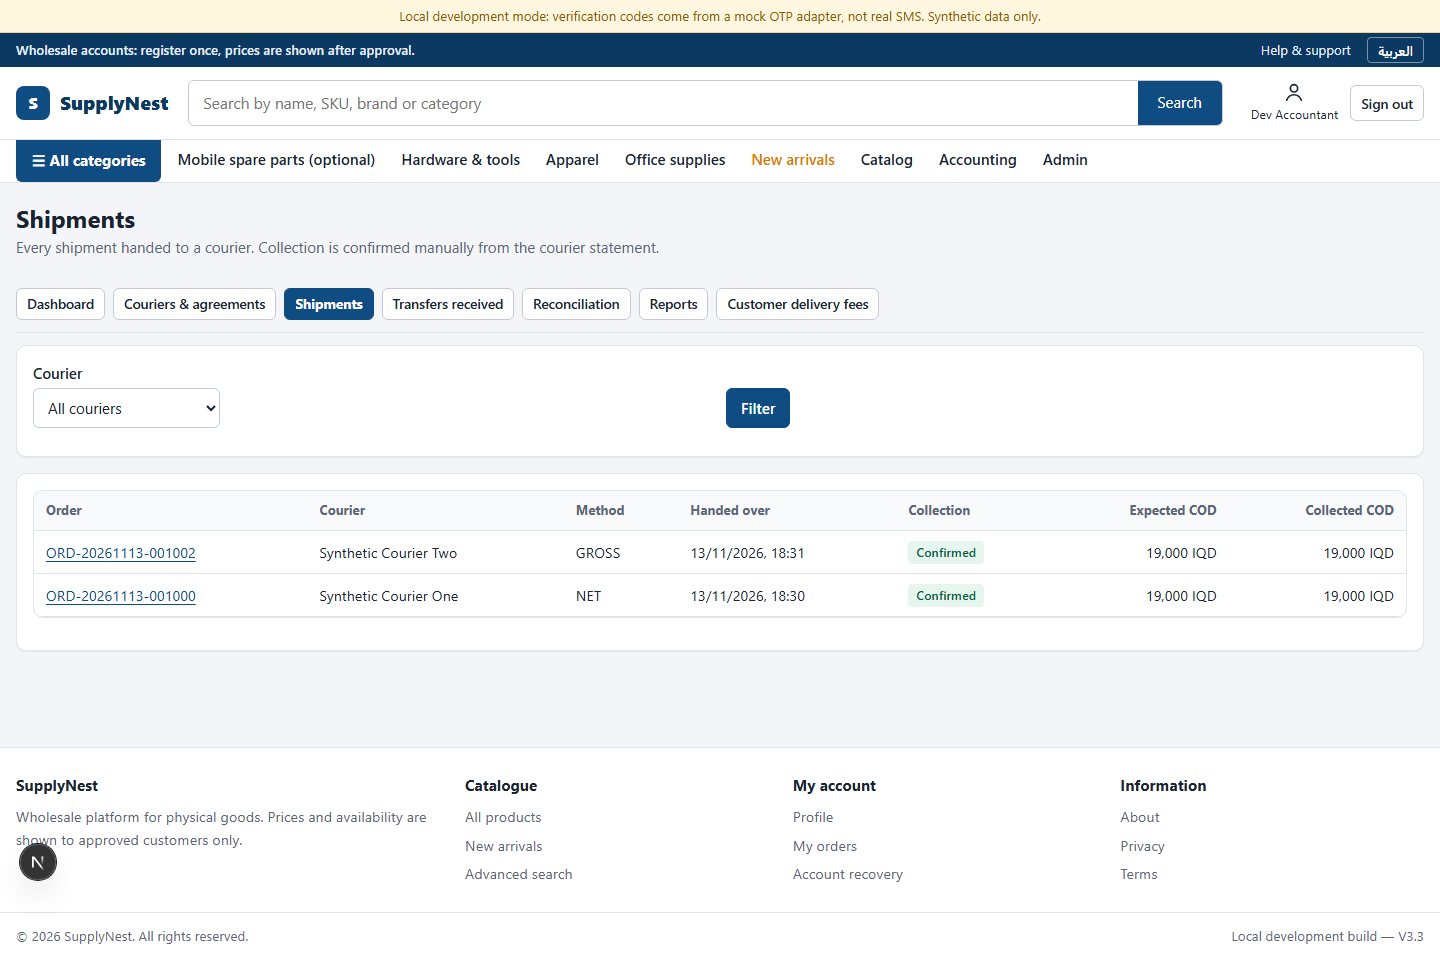 Local development mode: verification codes come from a mock OTP adapter, not real SMS. Synthetic data only.
Wholesale accounts: register once, prices are shown after approval.
Help & support
العربية
S
SupplyNest
Search by name, SKU, brand or category
Search
Dev Accountant
Sign out
☰ All categories
Mobile spare parts (optional)
Hardware & tools
Apparel
Office supplies
New arrivals
Catalog
Accounting
Admin
Shipments
Every shipment handed to a courier. Collection is confirmed manually from the courier statement.
Dashboard
Couriers & agreements
Shipments
Transfers received
Reconciliation
Reports
Customer delivery fees
Courier
All couriers
Filter
Order Courier Method Handed over Collection Expected COD Collected COD
ORD-20261113-001002 Synthetic Courier Two GROSS 13/11/2026, 18:31 Confirmed 19,000 IQD 19,000 IQD
ORD-20261113-001000 Synthetic Courier One NET 13/11/2026, 18:30 Confirmed 19,000 IQD 19,000 IQD
SupplyNest
Wholesale platform for physical goods. Prices and availability are
shown to approved customers only.
N
Catalogue
All products
New arrivals
Advanced search
My account
Profile
My orders
Account recovery
Information
About
Privacy
Terms
© 2026 SupplyNest. All rights reserved.
Local development build — V3.3